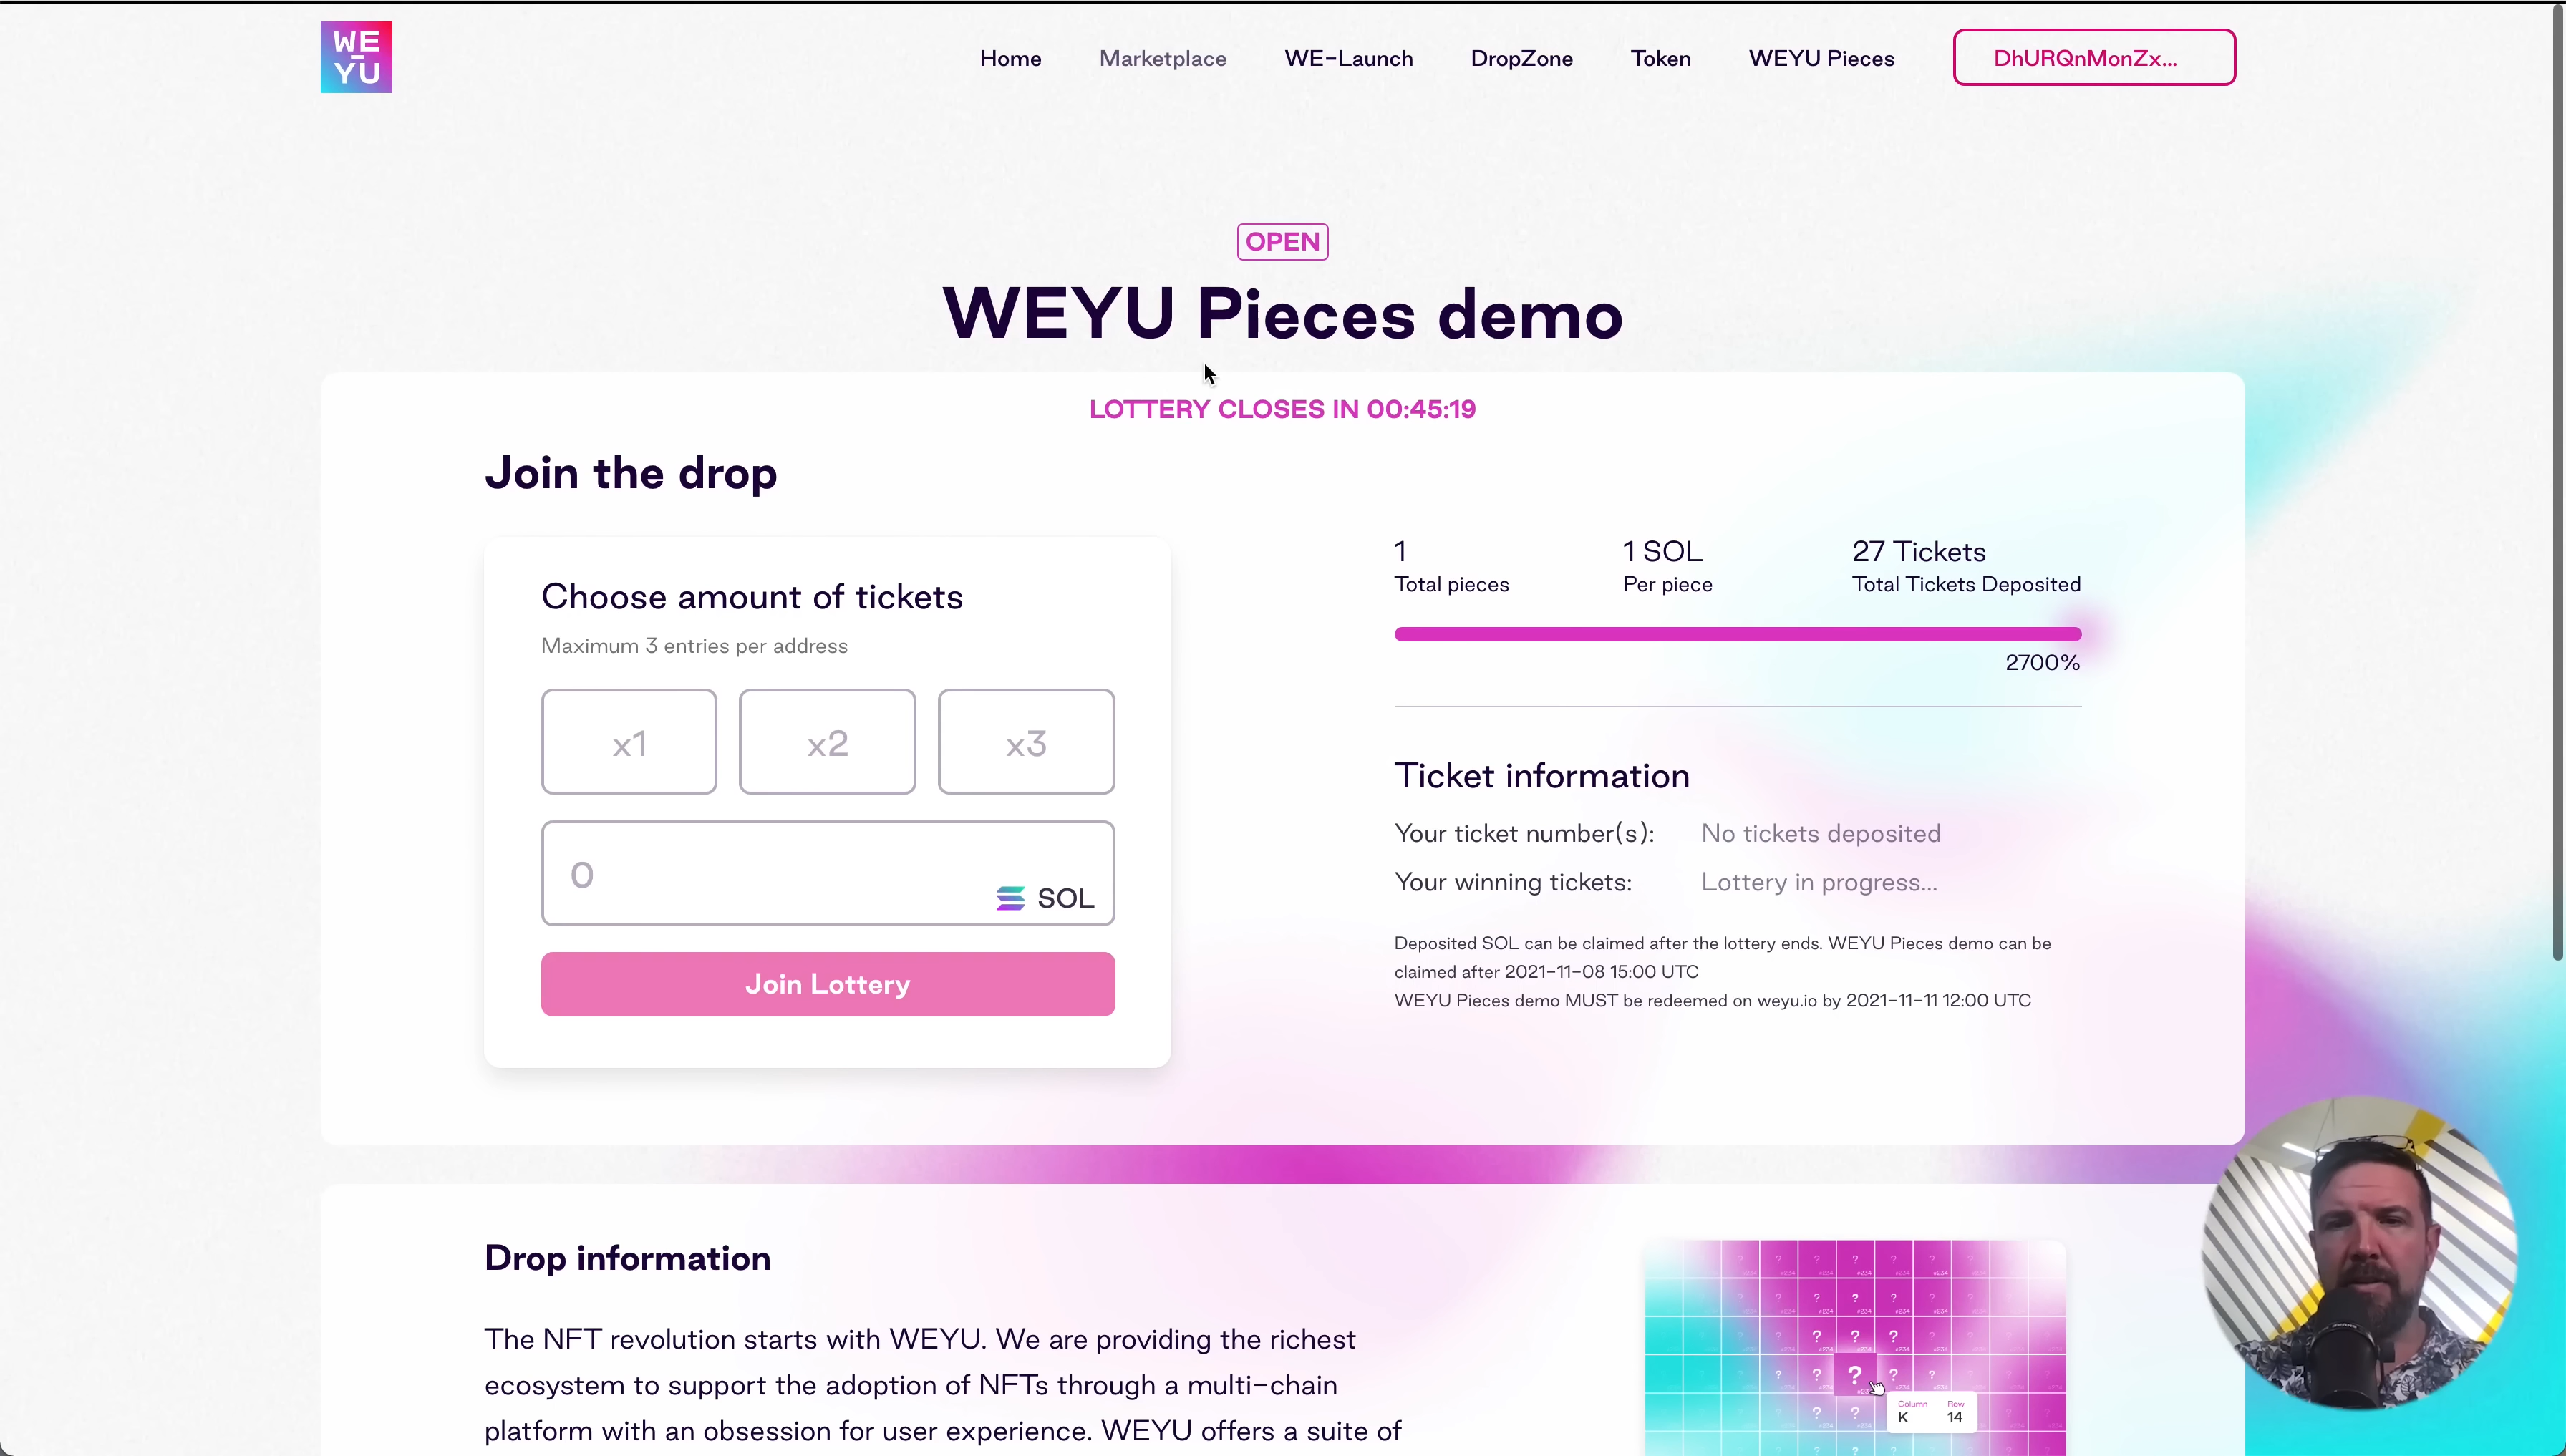 WE
YU
Home
Marketplace
WE-Launch
DropZone
Token
WEYU Pieces
DhURQnMonZx...
OPEN
WEYU Pieces demo
LOTTERY CLOSES IN 00:45:19
Join the drop
Choose amount of tickets
Maximum 3 entries per address
x1
x2
x3
0
SOL
Join Lottery
1
Total pieces
1 SOL
Per piece
27 Tickets
Total Tickets Deposited
2700%
Ticket information
Your ticket number(s): No tickets deposited
Your winning tickets: Lottery in progress...
Deposited SOL can be claimed after the lottery ends. WEYU Pieces demo can be
claimed after 2021-11-08 15:00 UTC
WEYU Pieces demo MUST be redeemed on weyu.io by 2021-11-11 12:00 UTC
Drop information
The NFT revolution starts with WEYU. We are providing the richest
ecosystem to support the adoption of NFTs through a multi-chain
platform with an obsession for user experience. WEYU offers a suite of
Column Row
K 14